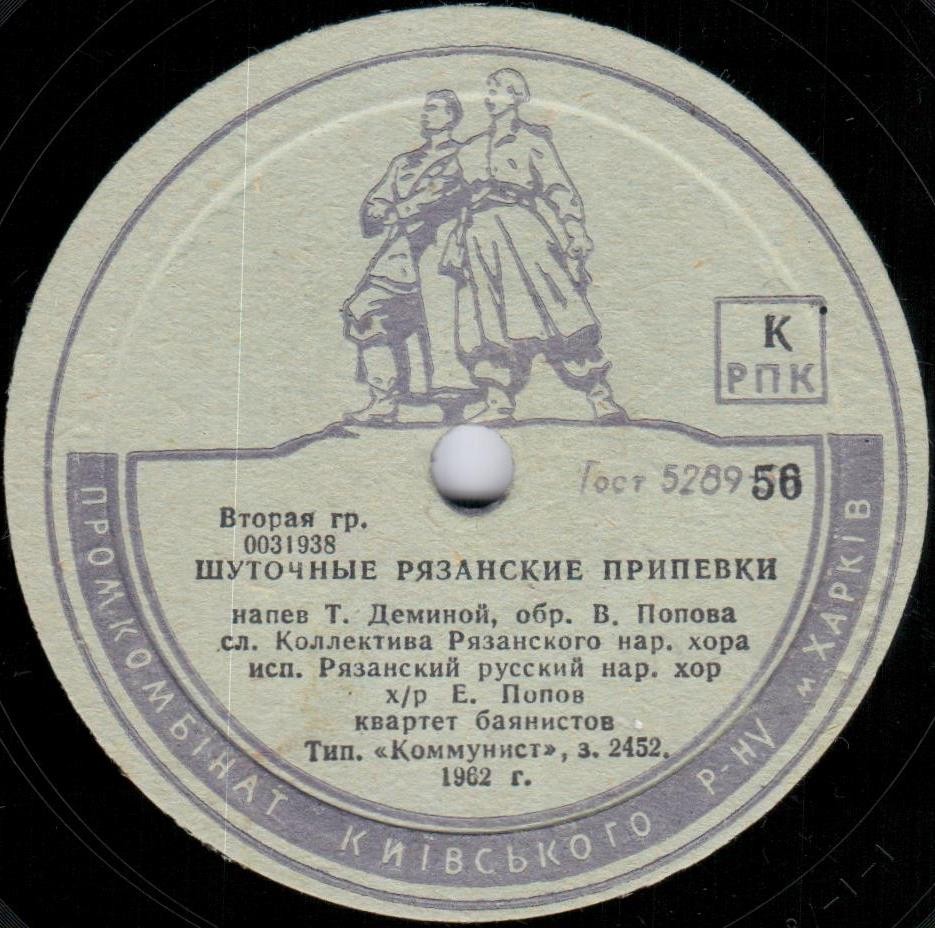 К
РПК
Гост 5289 56
Вторая гр.
0031938
ШУТОЧНЫЕ РЯЗАНСКИЕ ПРИПЕВКИ
напев Т. Деминой, обр. В. Попова
сл. Коллектива Рязанского нар. хора
исп. Рязанский русский нар. хор
х/р Е. Попов
квартет баянистов
Тип. «Коммунист», з. 2452.
1962 г.
ПРОМКОМБІНАТ КИЇВСЬКОГО Р-НУ м ХАРКІВ